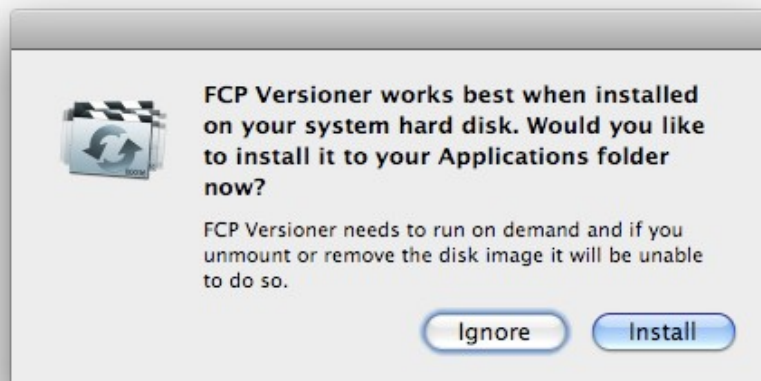 FCP Versioner works best when installed
on your system hard disk. Would you like
to install it to your Applications folder
now?
FCP Versioner needs to run on demand and if you
unmount or remove the disk image it will be unable
to do so.
Ignore
Install